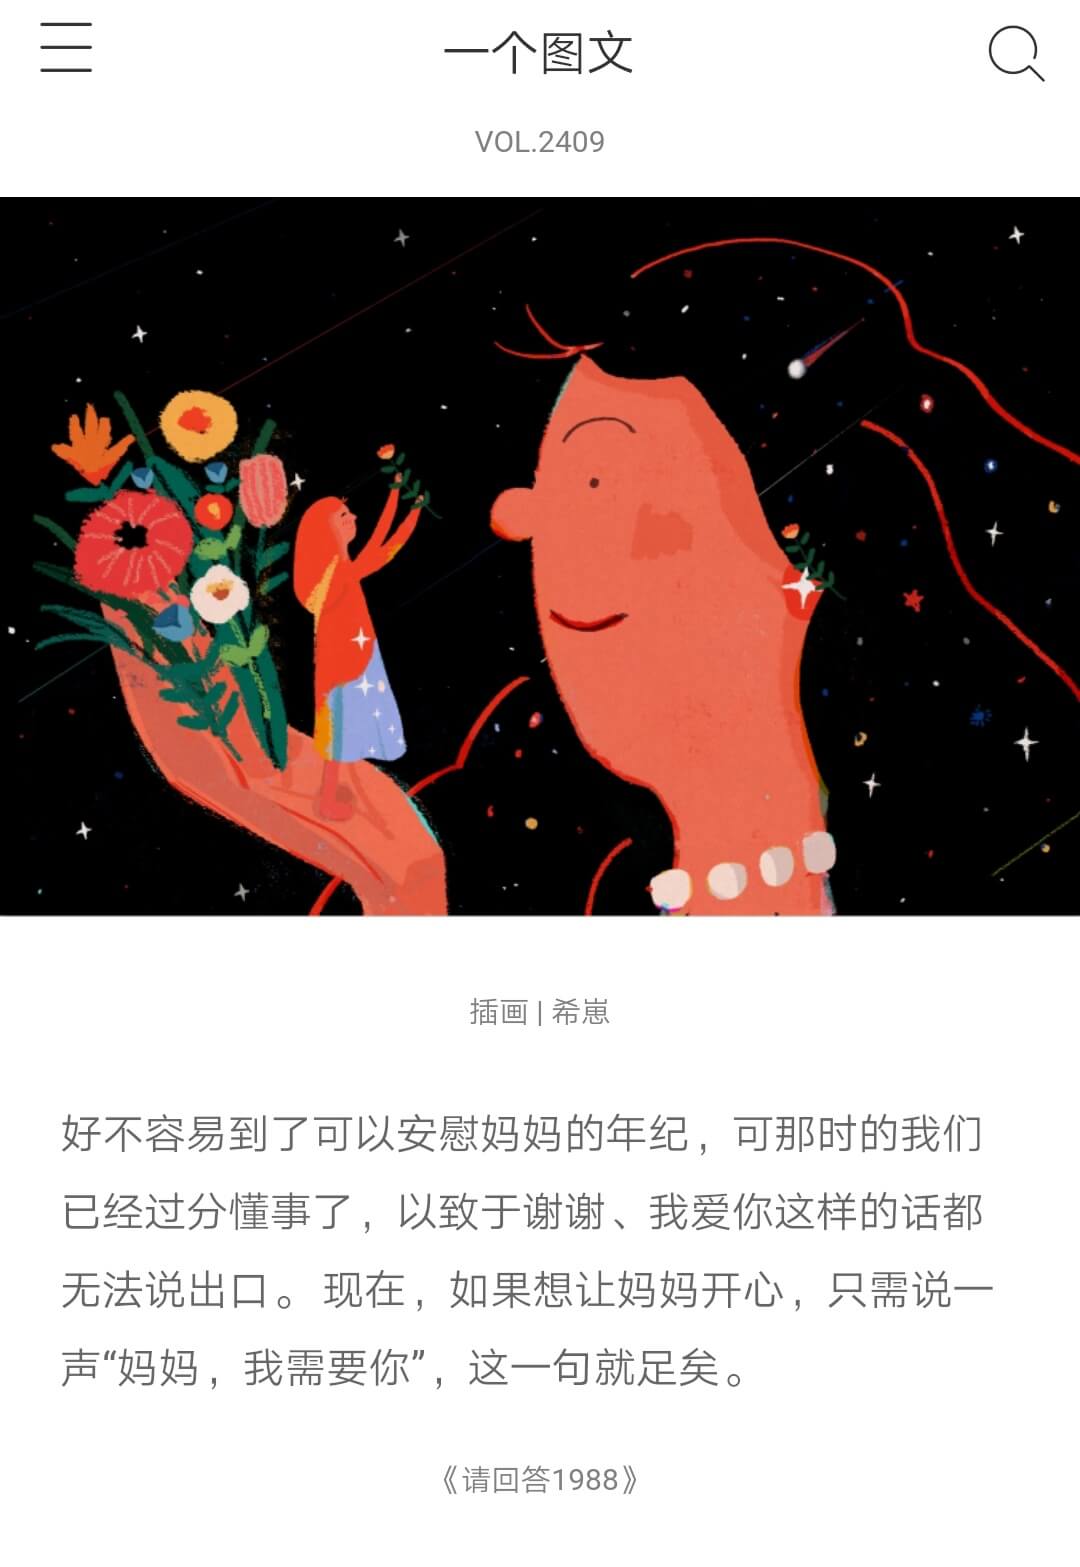 一个图文
VOL.2409
插画 | 希崽
好不容易到了可以安慰妈妈的年纪，可那时的我们
已经过分懂事了，以致于谢谢、我爱你这样的话都
无法说出口。现在，如果想让妈妈开心，只需说一
声“妈妈，我需要你”，这一句就足矣。
《请回答1988》